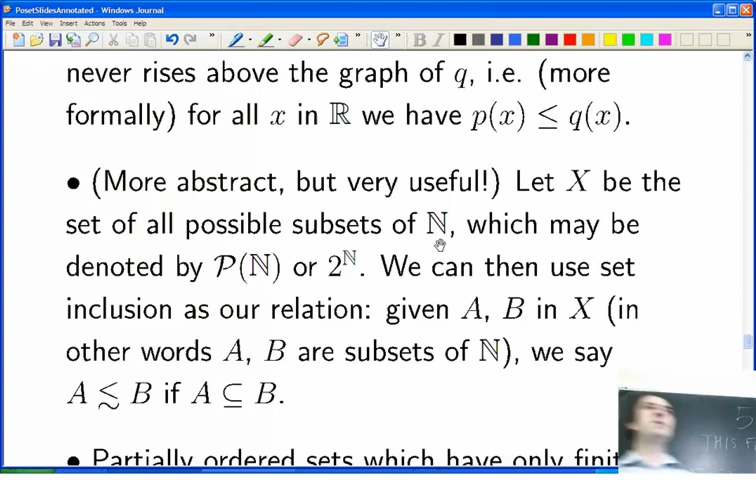 PosetSlidesAnnotated - Windows Journal
File Edit View Insert Actions Tools Help
B I
never rises above the graph of q, i.e. (more
formally) for all x in ℝ we have p(x) ≤ q(x).
• (More abstract, but very useful!) Let X be the
set of all possible subsets of ℕ, which may be
denoted by 𝒫(ℕ) or 2^ℕ. We can then use set
inclusion as our relation: given A, B in X (in
other words A, B are subsets of ℕ), we say
A ≲ B if A ⊆ B.
• Partially ordered sets which have only finit
5
THIS F